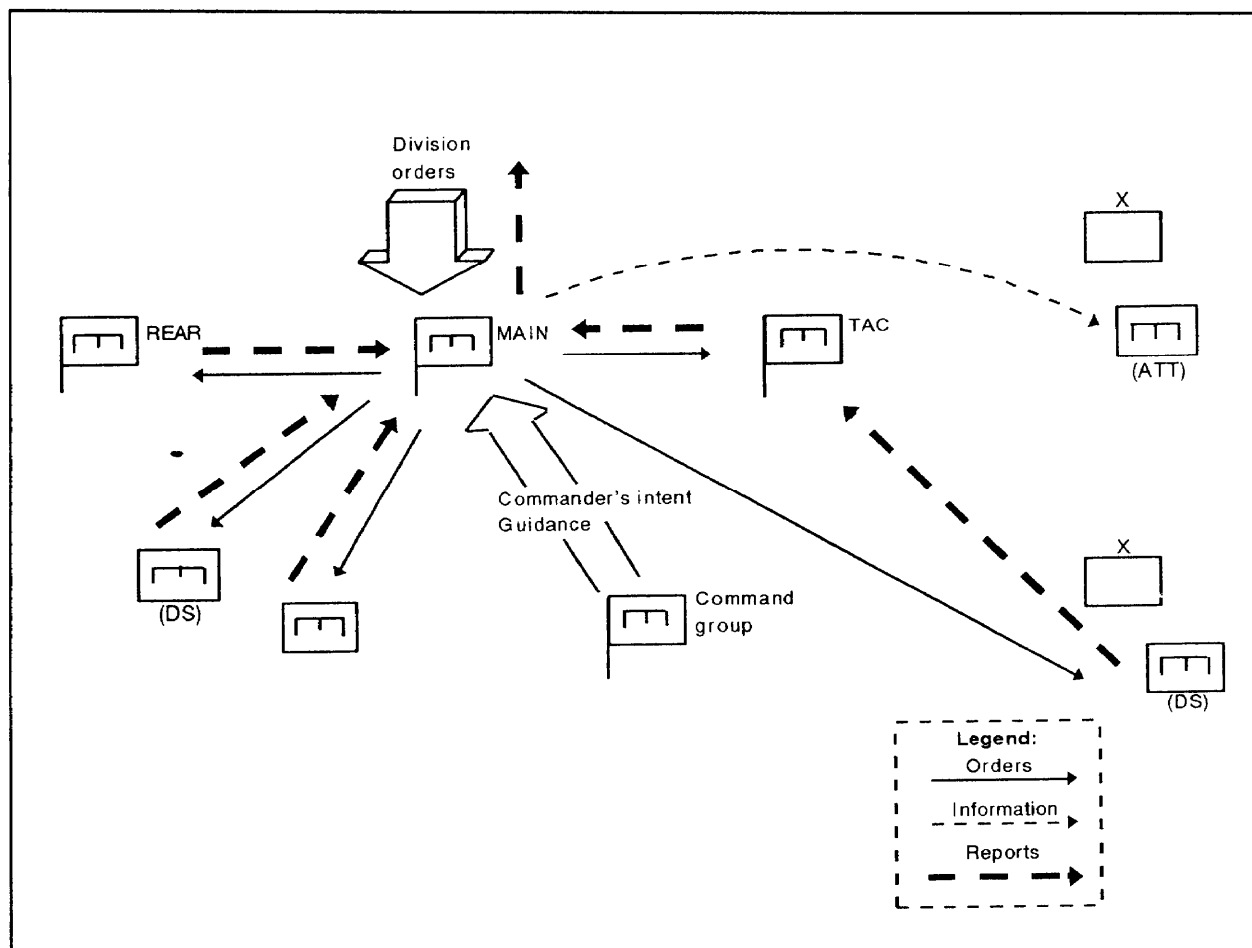 Division
orders
X
REAR
MAIN
TAC
(ATT)
Commander's intent
Guidance
X
(DS)
Command
group
(DS)
Legend:
Orders
Information
Reports